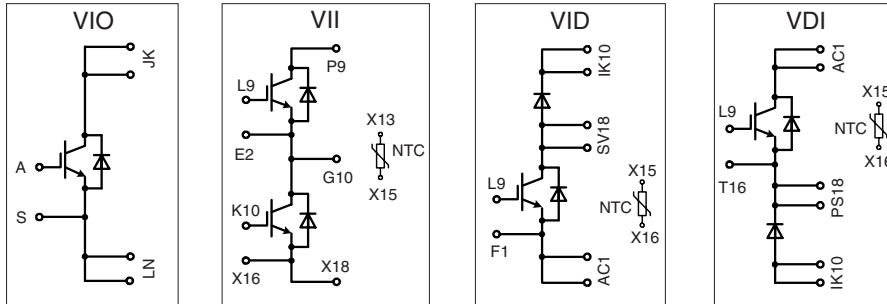 VIO
JK
A
S
LN
VII
P9
L9
X13
NTC
E2
G10
X15
K10
X16
X18
VID
IK10
SV18
L9
X15
NTC
X16
F1
AC1
VDI
AC1
X15
L9
NTC
X16
T16
PS18
IK10